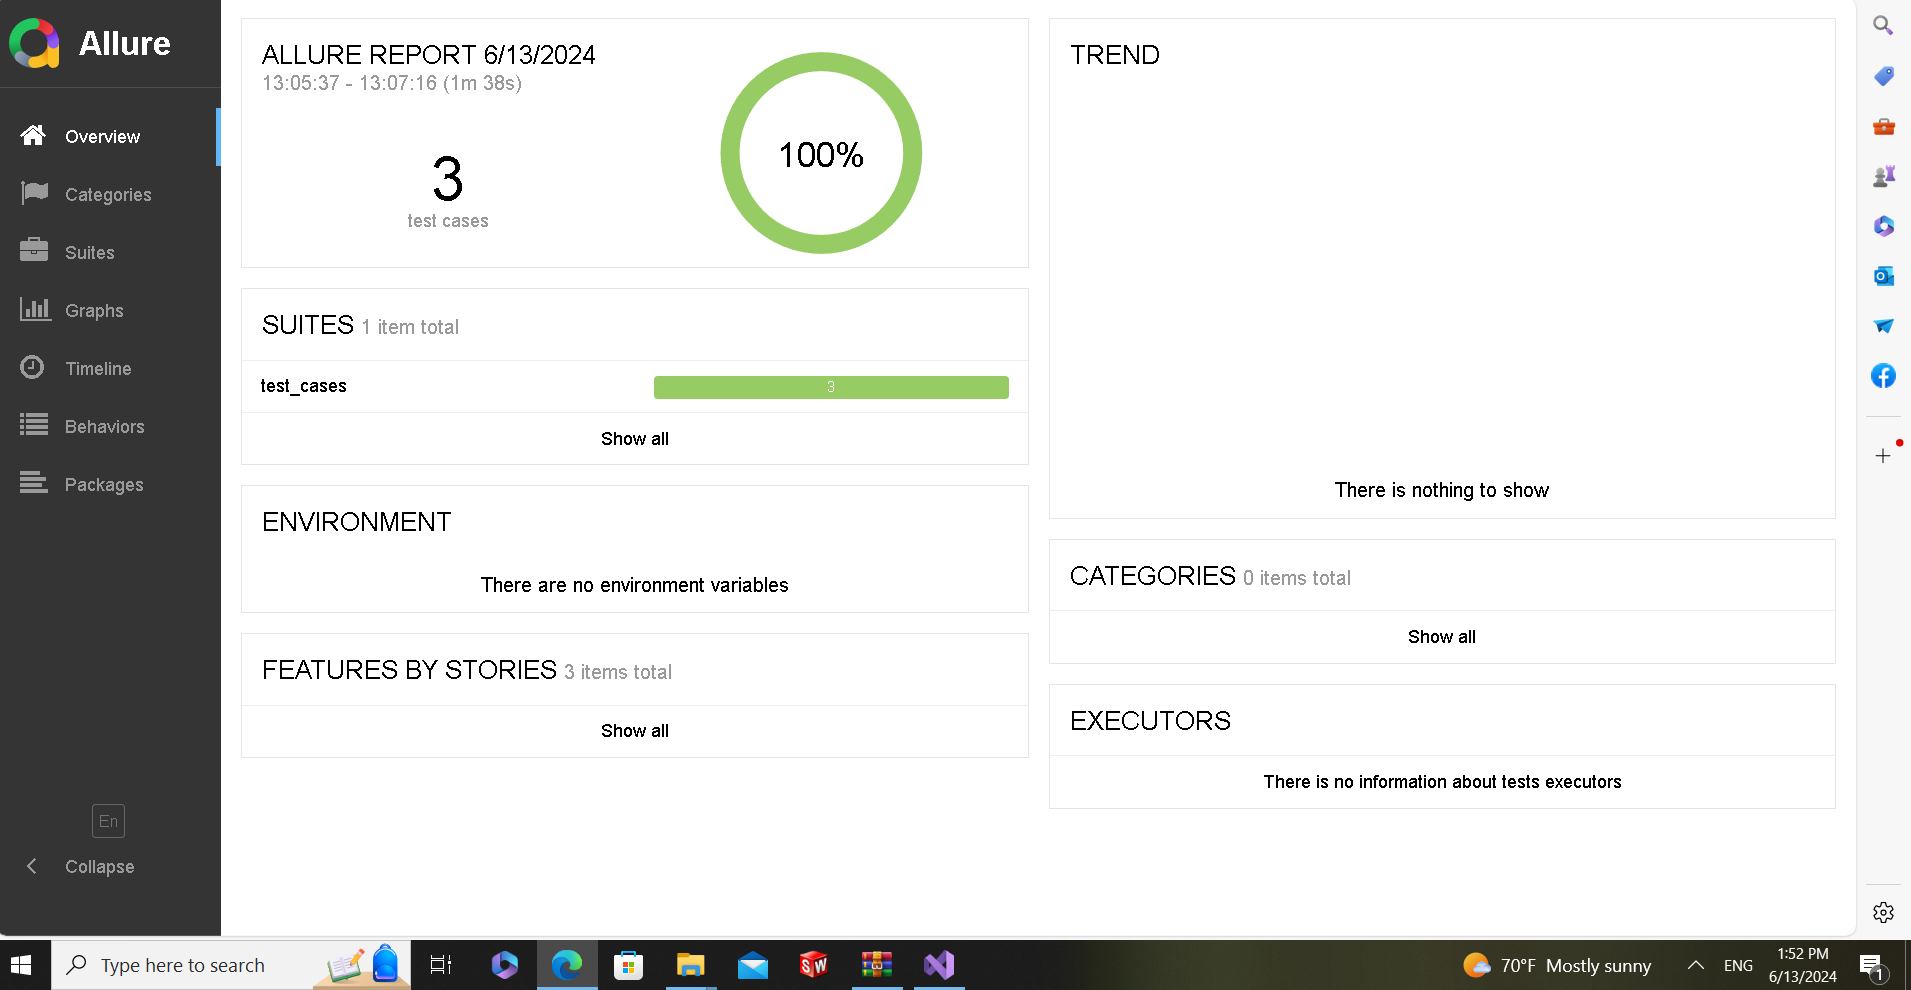 Allure
Overview
Categories
Suites
Graphs
Timeline
Behaviors
Packages
En
Collapse
ALLURE REPORT 6/13/2024
13:05:37 - 13:07:16 (1m 38s)
3
test cases
100%
SUITES 1 item total
test_cases
3
Show all
ENVIRONMENT
There are no environment variables
FEATURES BY STORIES 3 items total
Show all
TREND
There is nothing to show
CATEGORIES 0 items total
Show all
EXECUTORS
There is no information about tests executors
Type here to search
SW
70°F Mostly sunny
ENG
1:52 PM
6/13/2024
1